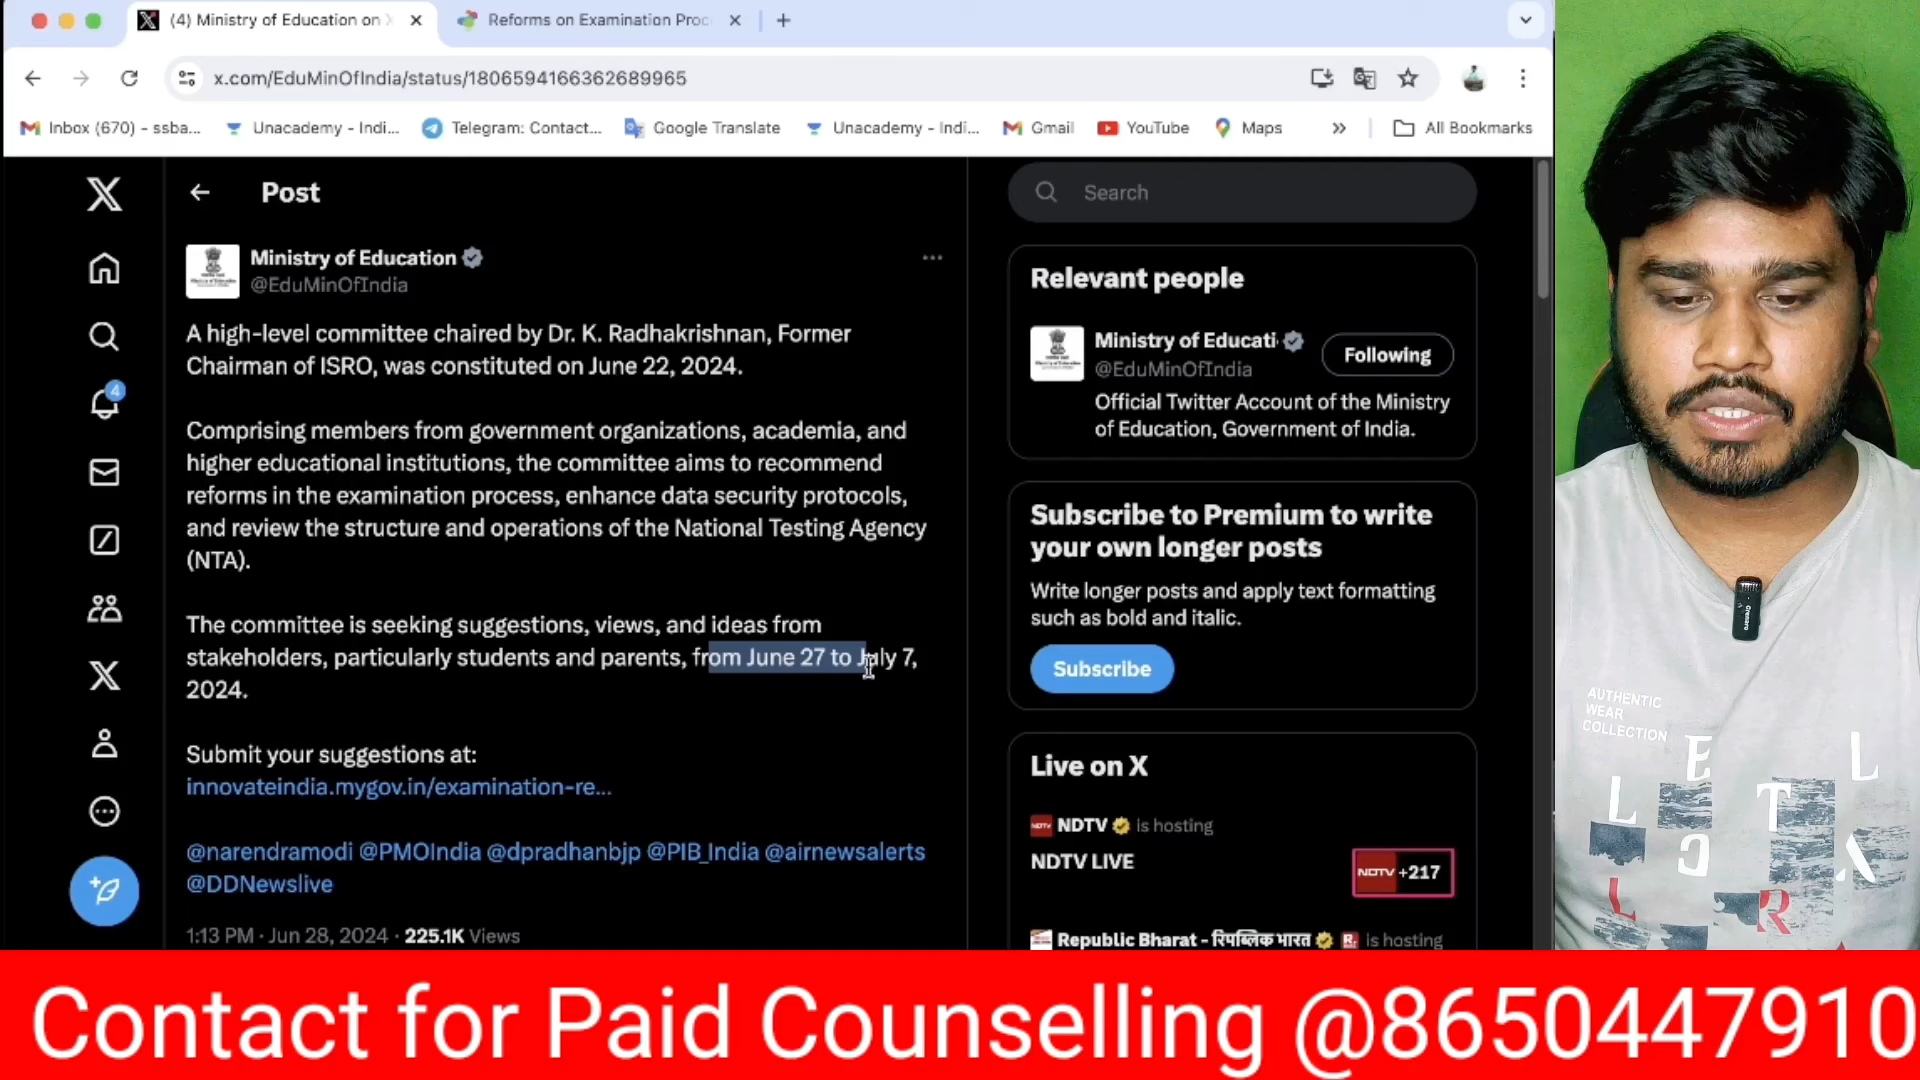 (4) Ministry of Education on X
Reforms on Examination Proc
x.com/EduMinOfIndia/status/1806594166362689965
Inbox (670) - ssba...
Unacademy - Indi...
Telegram: Contact...
Google Translate
Unacademy - Indi...
Gmail
YouTube
Maps
All Bookmarks
Post
Search
Ministry of Education
@EduMinOfIndia
A high-level committee chaired by Dr. K. Radhakrishnan, Former
Chairman of ISRO, was constituted on June 22, 2024.
Comprising members from government organizations, academia, and
higher educational institutions, the committee aims to recommend
reforms in the examination process, enhance data security protocols,
and review the structure and operations of the National Testing Agency
(NTA).
The committee is seeking suggestions, views, and ideas from
stakeholders, particularly students and parents, from June 27 to July 7,
2024.
Submit your suggestions at:
innovateindia.mygov.in/examination-re...
@narendramodi @PMOIndia @dpradhanbjp @PIB_India @airnewsalerts
@DDNewslive
1:13 PM · Jun 28, 2024 · 225.1K Views
4
Relevant people
Ministry of Educati
@EduMinOfIndia
Following
Official Twitter Account of the Ministry
of Education, Government of India.
Subscribe to Premium to write
your own longer posts
Write longer posts and apply text formatting
such as bold and italic.
Subscribe
Live on X
NDTV is hosting
NDTV LIVE
NDTV +217
Republic Bharat - रिपब्लिक भारत R. is hosting
AUTHENTIC
WEAR
COLLECTION
Contact for Paid Counselling @8650447910